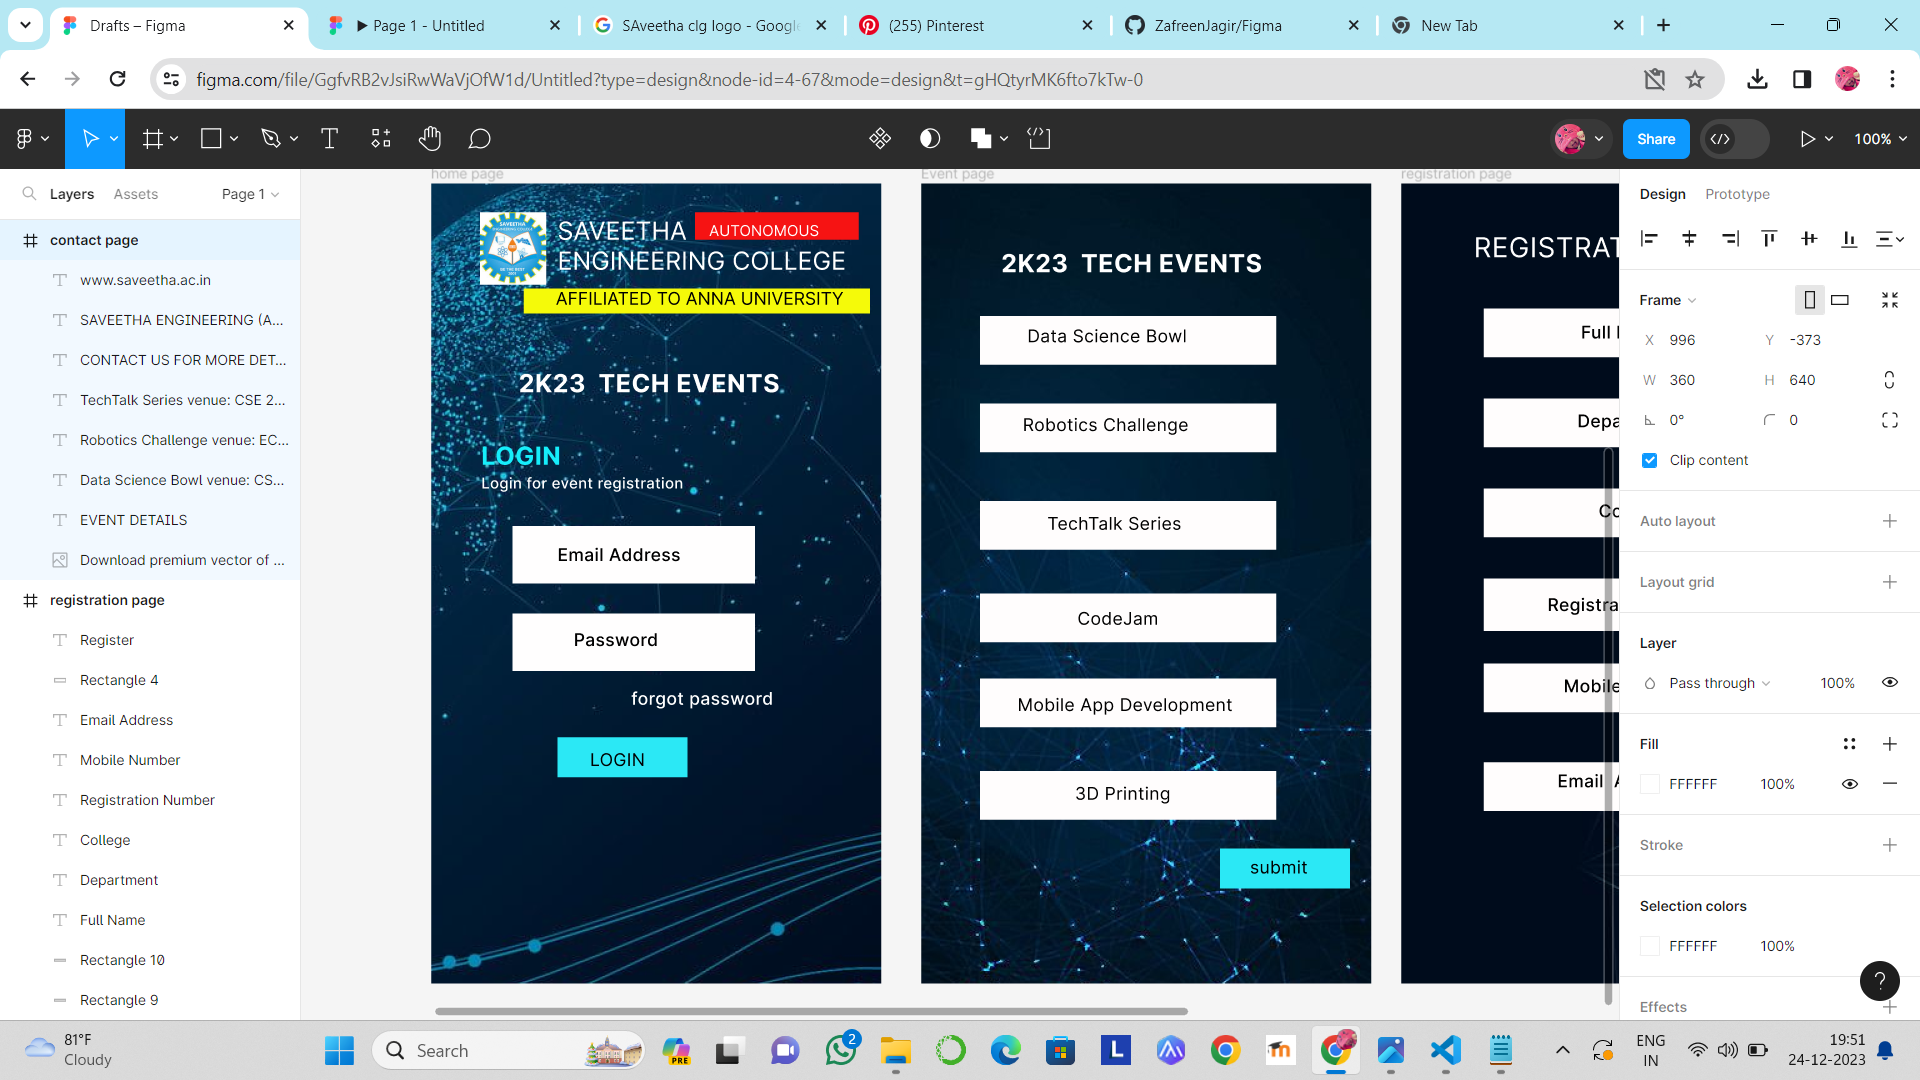 Drafts – Figma
Page 1 - Untitled
SAveetha clg logo - Google
(255) Pinterest
ZafreenJagir/Figma
New Tab
figma.com/file/GgfvRB2vJsiRwWaVjOfW1d/Untitled?type=design&node-id=4-67&mode=design&t=gHQtyrMK6fto7kTw-0
Share
100%
Layers
Assets
Page 1
contact page
www.saveetha.ac.in
SAVEETHA ENGINEERING (A...
CONTACT US FOR MORE DET...
TechTalk Series venue: CSE 2...
Robotics Challenge venue: EC...
Data Science Bowl venue: CS...
EVENT DETAILS
Download premium vector of ...
registration page
Register
Rectangle 4
Email Address
Mobile Number
Registration Number
College
Department
Full Name
Rectangle 10
Rectangle 9
home page
SAVEETHA
AUTONOMOUS
ENGINEERING COLLEGE
AFFILIATED TO ANNA UNIVERSITY
2K23 TECH EVENTS
LOGIN
Login for event registration
Email Address
Password
forgot password
LOGIN
Event page
2K23 TECH EVENTS
Data Science Bowl
Robotics Challenge
TechTalk Series
CodeJam
Mobile App Development
3D Printing
submit
registration page
REGISTRAT
Full
Depa
Co
Registra
Mobile
Email A
Design
Prototype
Frame
X 996
Y -373
W 360
H 640
0°
0
Clip content
Auto layout
Layout grid
Layer
Pass through
100%
Fill
FFFFFF
100%
Stroke
Selection colors
FFFFFF
100%
Effects
?
81°F
Cloudy
Search
PRE
2
L
ENG
IN
19:51
24-12-2023